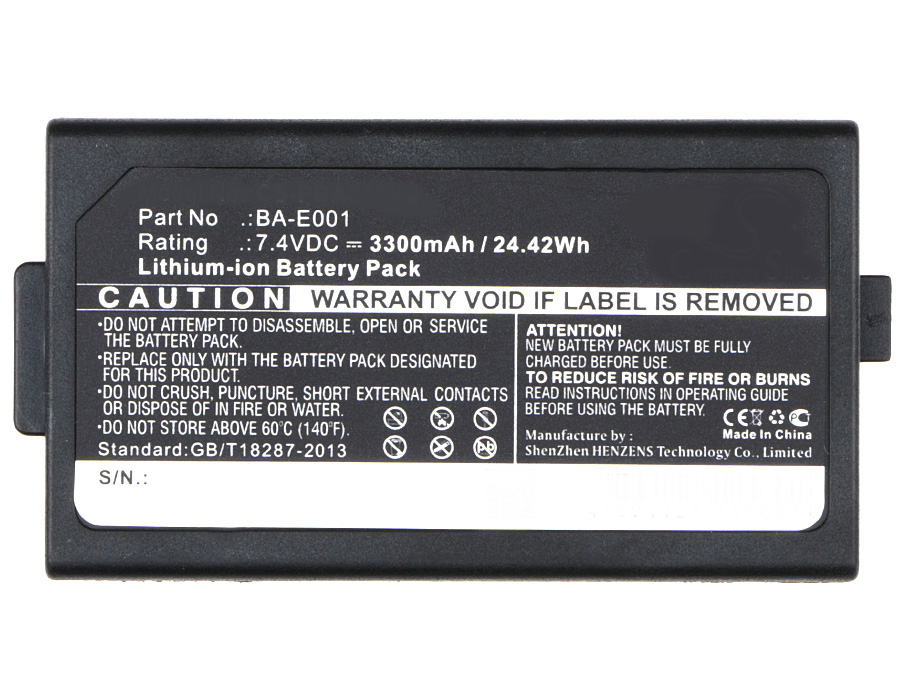 Part No .:BA-E001
Rating .:7.4VDC ⎓ 3300mAh / 24.42Wh
Lithium-ion Battery Pack
CAUTION WARRANTY VOID IF LABEL IS REMOVED
•DO NOT ATTEMPT TO DISASSEMBLE, OPEN OR SERVICE
THE BATTERY PACK.
•REPLACE ONLY WITH THE BATTERY PACK DESIGNATED
FOR THIS PRODUCT.
•DO NOT CRUSH, PUNCTURE, SHORT EXTERNAL CONTACTS
OR DISPOSE OF IN FIRE OR WATER.
•DO NOT STORE ABOVE 60°C (140°F).
Standard:GB/T18287-2013
ATTENTION!
NEW BATTERY PACK MUST BE FULLY
CHARGED BEFORE USE.
TO REDUCE RISK OF FIRE OR BURNS
READ INSTRUCTIONS IN OPERATING GUIDE
BEFORE USING THE BATTERY.
CE
Made In China
Manufacture by :
ShenZhen HENZENS Technology Co., Limited
S/N.: